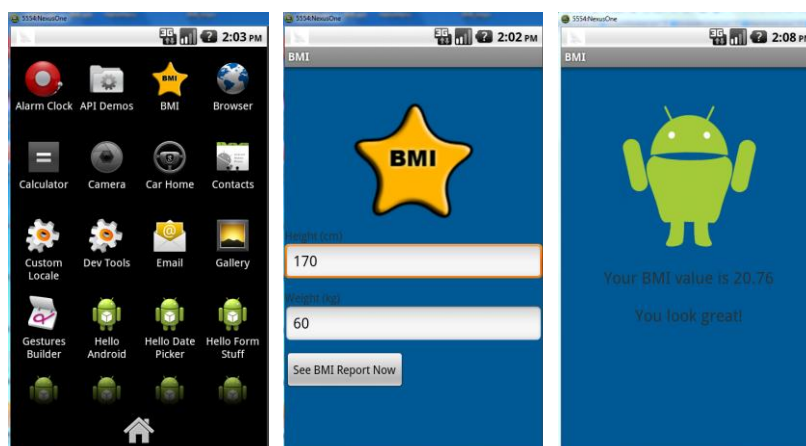 5554:NexusOne
3G 2:03 PM
Alarm Clock API Demos BMI Browser
BMI
Calculator Camera Car Home Contacts
Custom Locale Dev Tools Email Gallery
Gestures Builder Hello Android Hello Date Picker Hello Form Stuff
5554:NexusOne
3G 2:02 PM
BMI
BMI
Height (cm)
170
Weight (kg)
60
See BMI Report Now
5554:NexusOne
3G 2:08 PM
BMI
Your BMI value is 20.76
You look great!